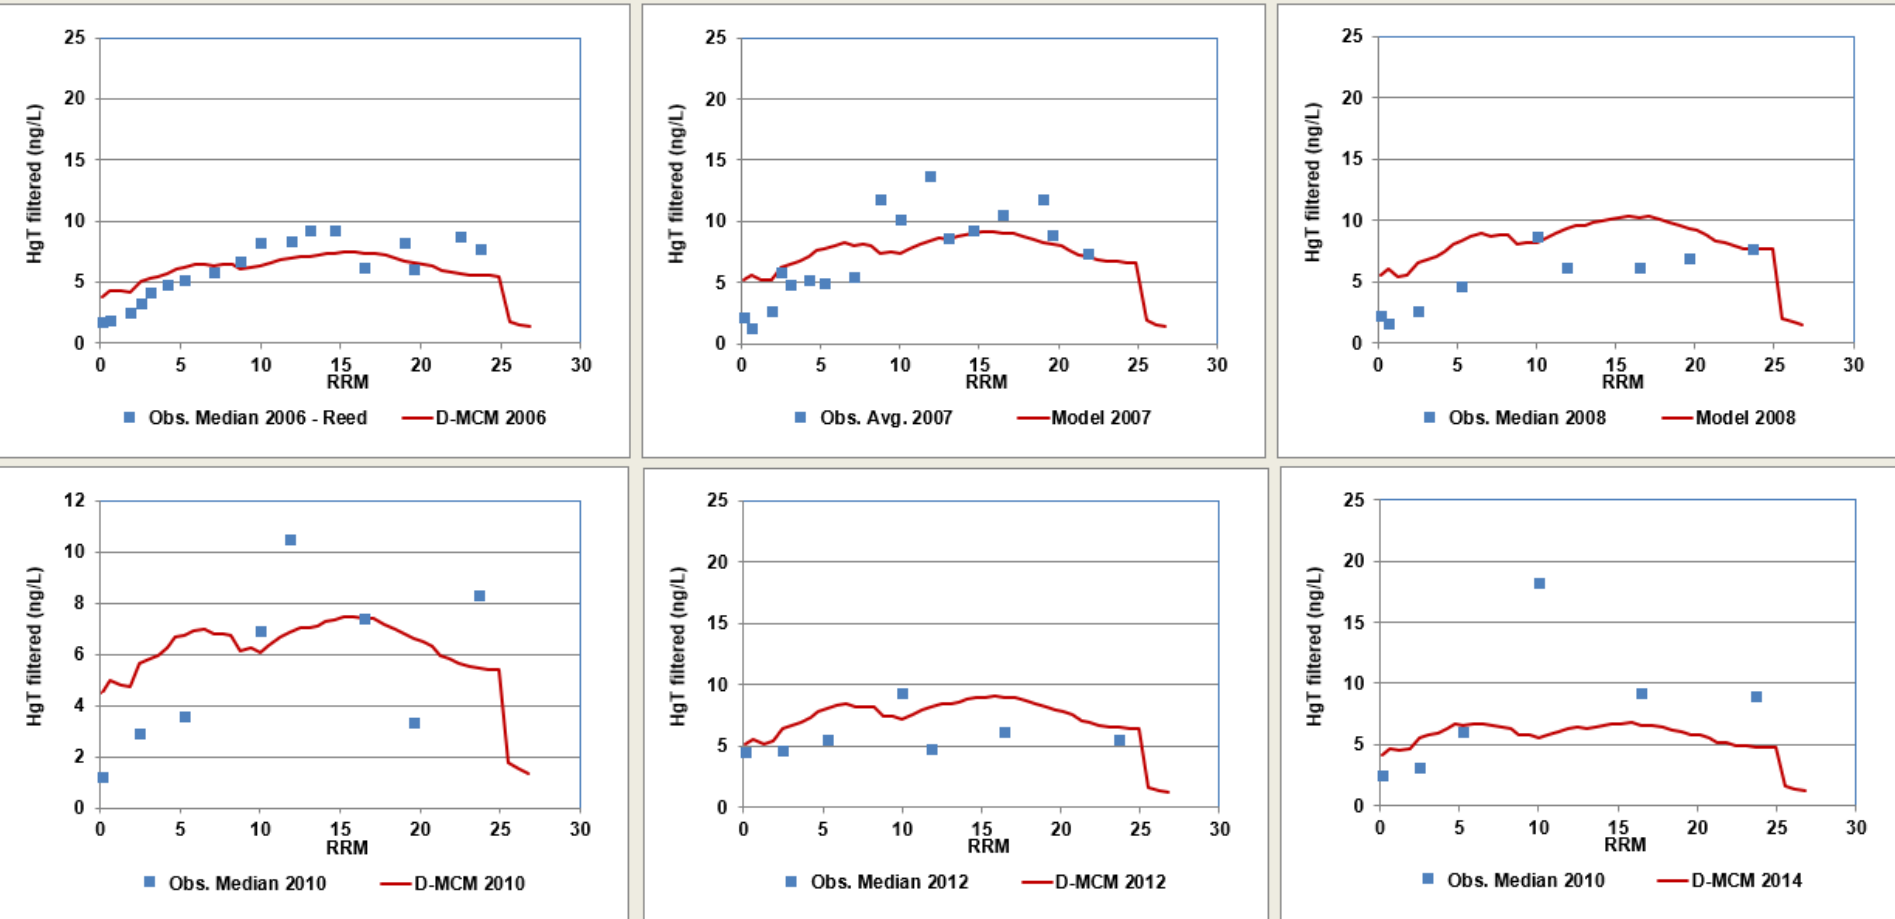 HgT filtered (ng/L)
25
20
15
10
5
0
0 5 10 15 20 25 30
RRM
Obs. Median 2006 - Reed D-MCM 2006
HgT filtered (ng/L)
25
20
15
10
5
0
0 5 10 15 20 25 30
RRM
Obs. Avg. 2007 Model 2007
HgT filtered (ng/L)
25
20
15
10
5
0
0 5 10 15 20 25 30
RRM
Obs. Median 2008 Model 2008
HgT filtered (ng/L)
12
10
8
6
4
2
0
0 5 10 15 20 25 30
RRM
Obs. Median 2010 D-MCM 2010
HgT filtered (ng/L)
25
20
15
10
5
0
0 5 10 15 20 25 30
RRM
Obs. Median 2012 D-MCM 2012
HgT filtered (ng/L)
25
20
15
10
5
0
0 5 10 15 20 25 30
RRM
Obs. Median 2010 D-MCM 2014